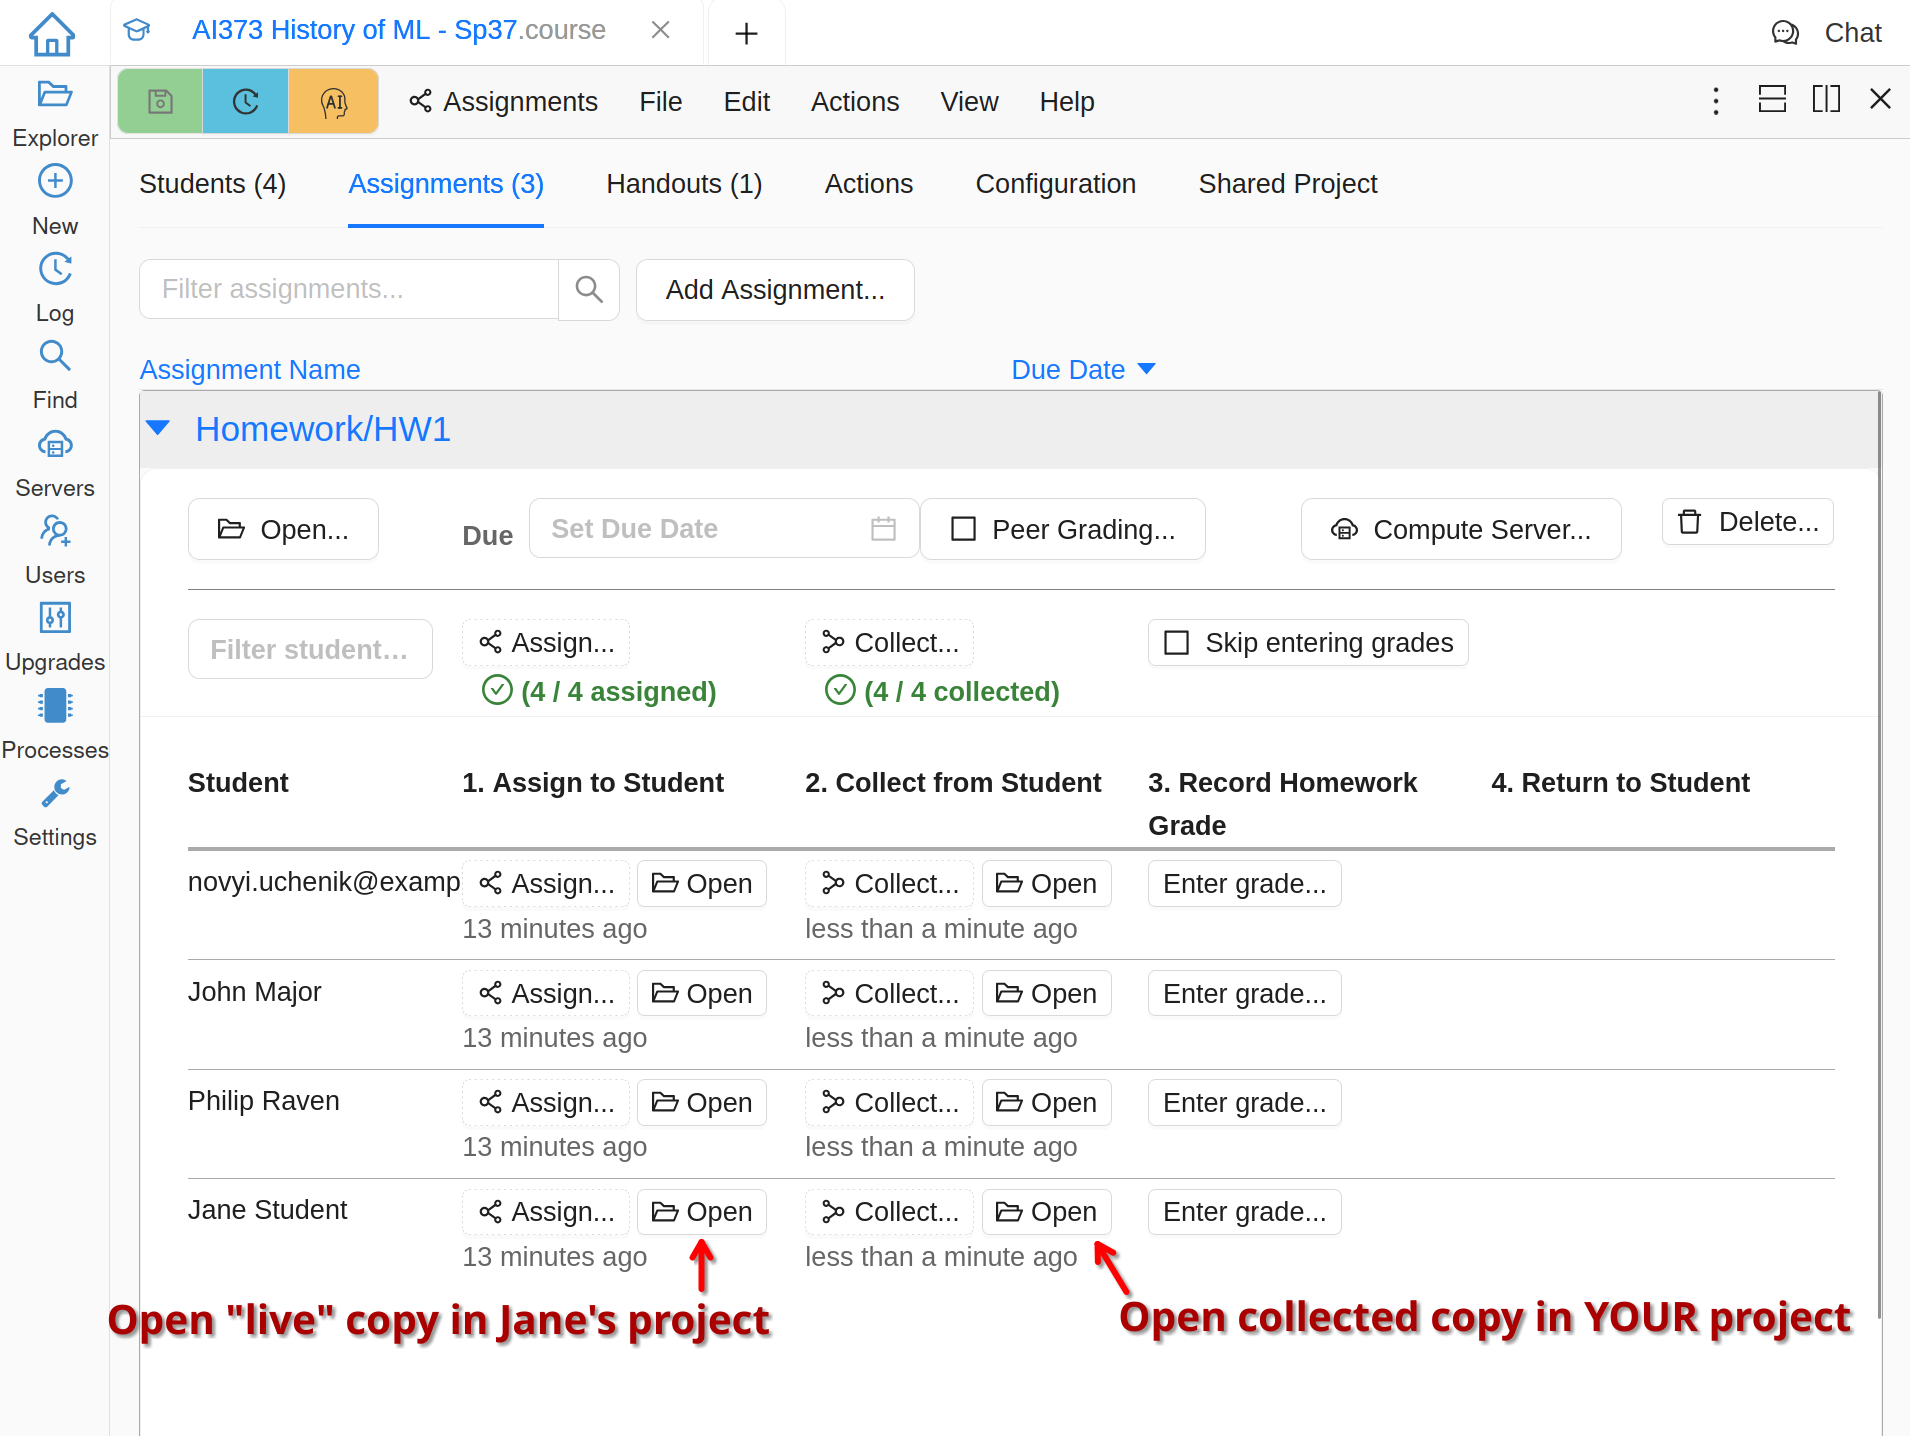 AI373 History of ML - Sp37.course
Chat
Explorer
New
Log
Find
Servers
Users
Upgrades
Processes
Settings
AI
Assignments File Edit Actions View Help
Students (4) Assignments (3) Handouts (1) Actions Configuration Shared Project
Filter assignments... Add Assignment...
Assignment Name Due Date
Homework/HW1
Open... Due Set Due Date Peer Grading... Compute Server... Delete...
Filter student... Assign... Collect... Skip entering grades
(4 / 4 assigned) (4 / 4 collected)
Student 1. Assign to Student 2. Collect from Student 3. Record Homework 4. Return to Student
Grade
novyi.uchenik@examp Assign... Open Collect... Open Enter grade...
13 minutes ago less than a minute ago
John Major Assign... Open Collect... Open Enter grade...
13 minutes ago less than a minute ago
Philip Raven Assign... Open Collect... Open Enter grade...
13 minutes ago less than a minute ago
Jane Student Assign... Open Collect... Open Enter grade...
13 minutes ago less than a minute ago
Open "live" copy in Jane's project Open collected copy in YOUR project